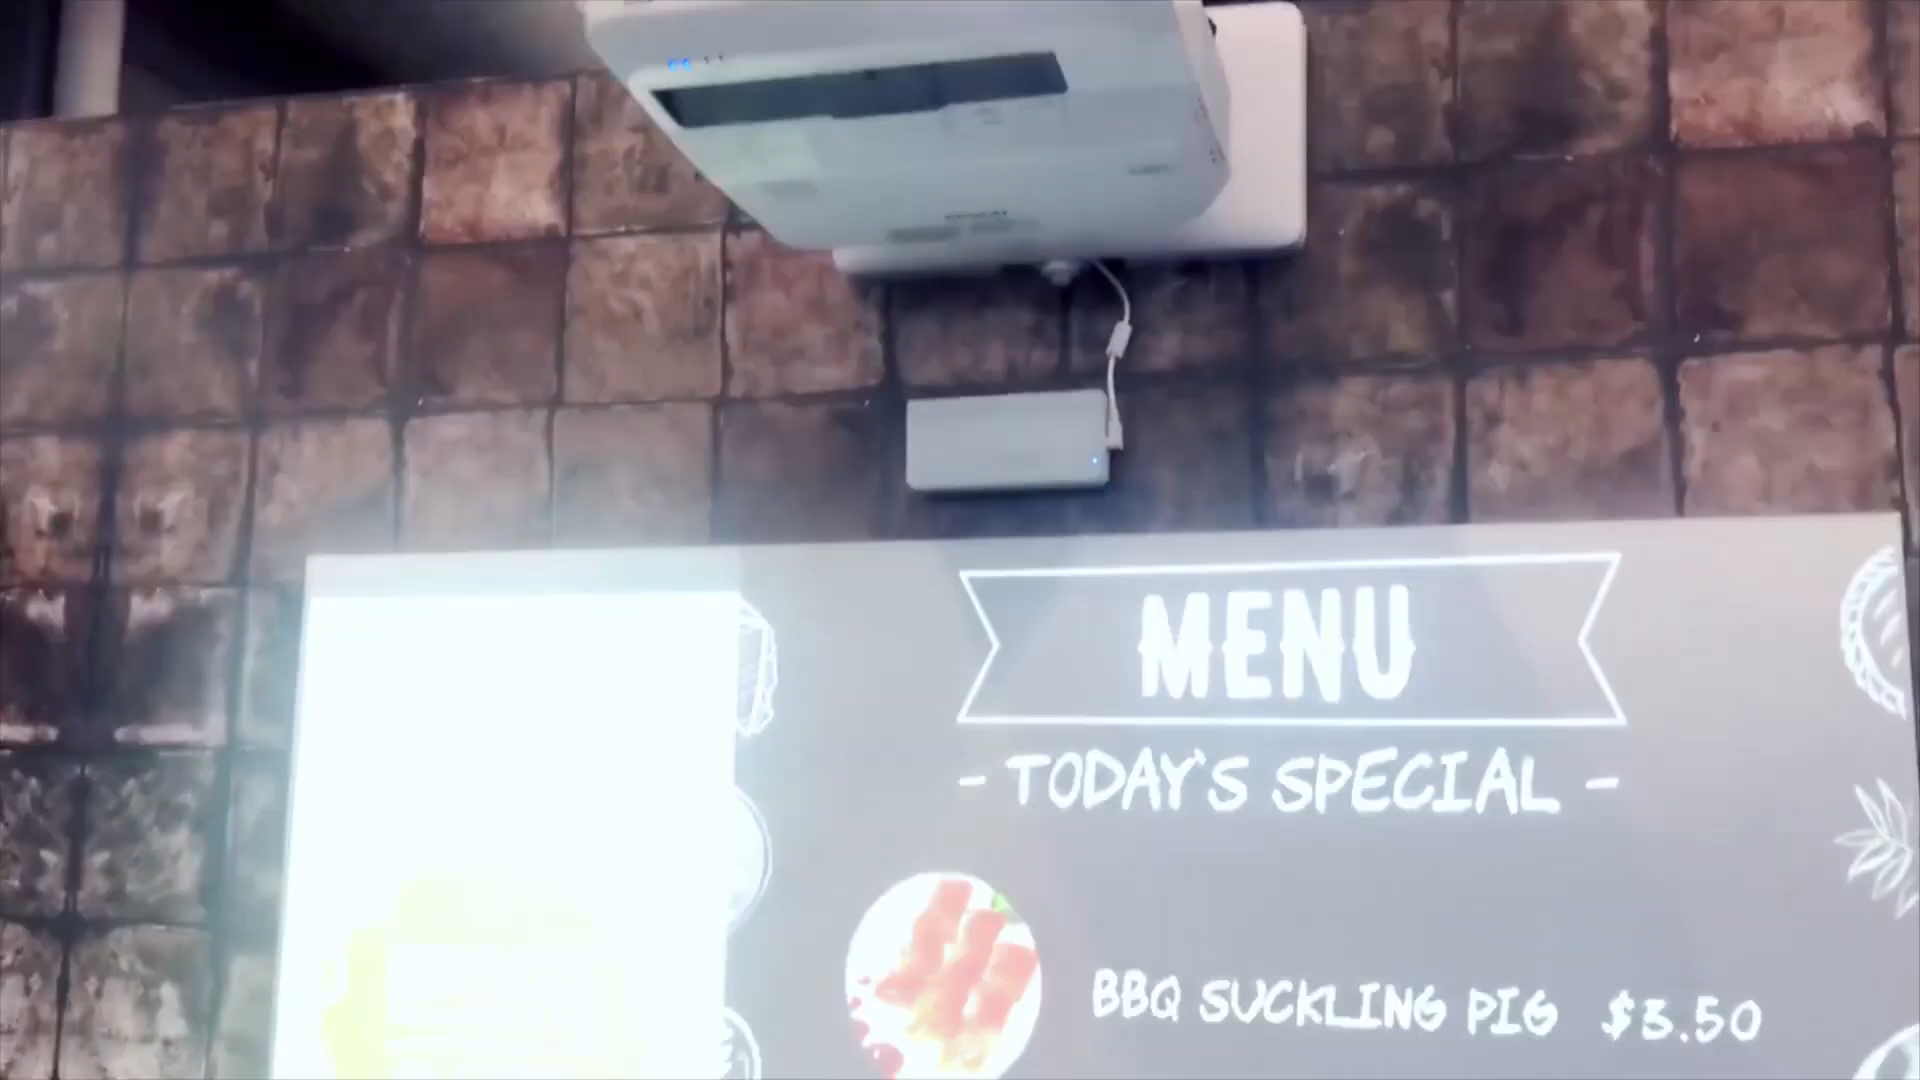 MENU
- TODAY'S SPECIAL -
BBQ SUCKLING PIG $3.50